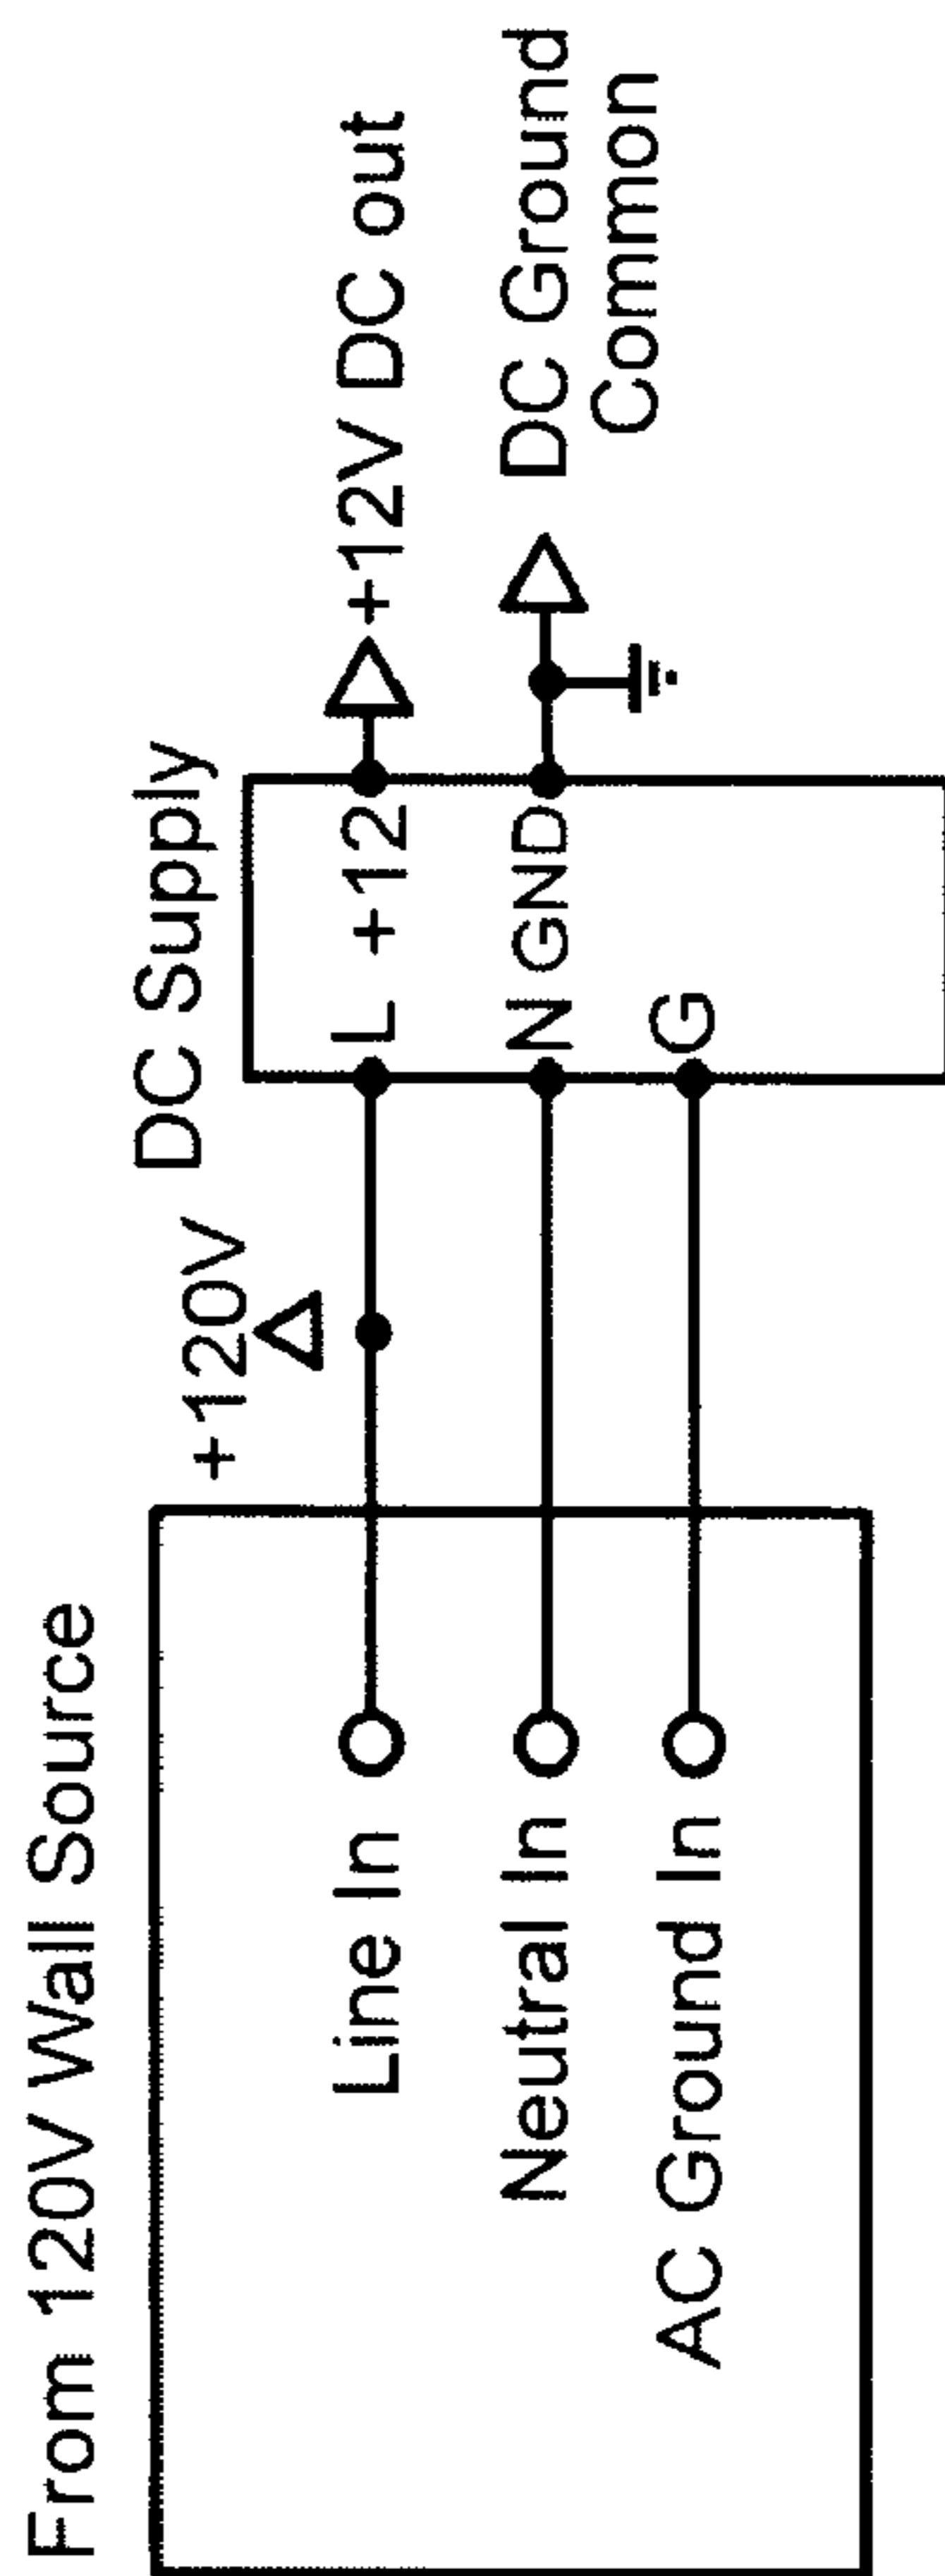 From 120V Wall Source
+120V
DC Supply
Line In
L +12
+12V DC out
Neutral In
N GND
DC Ground
Common
AC Ground In
G